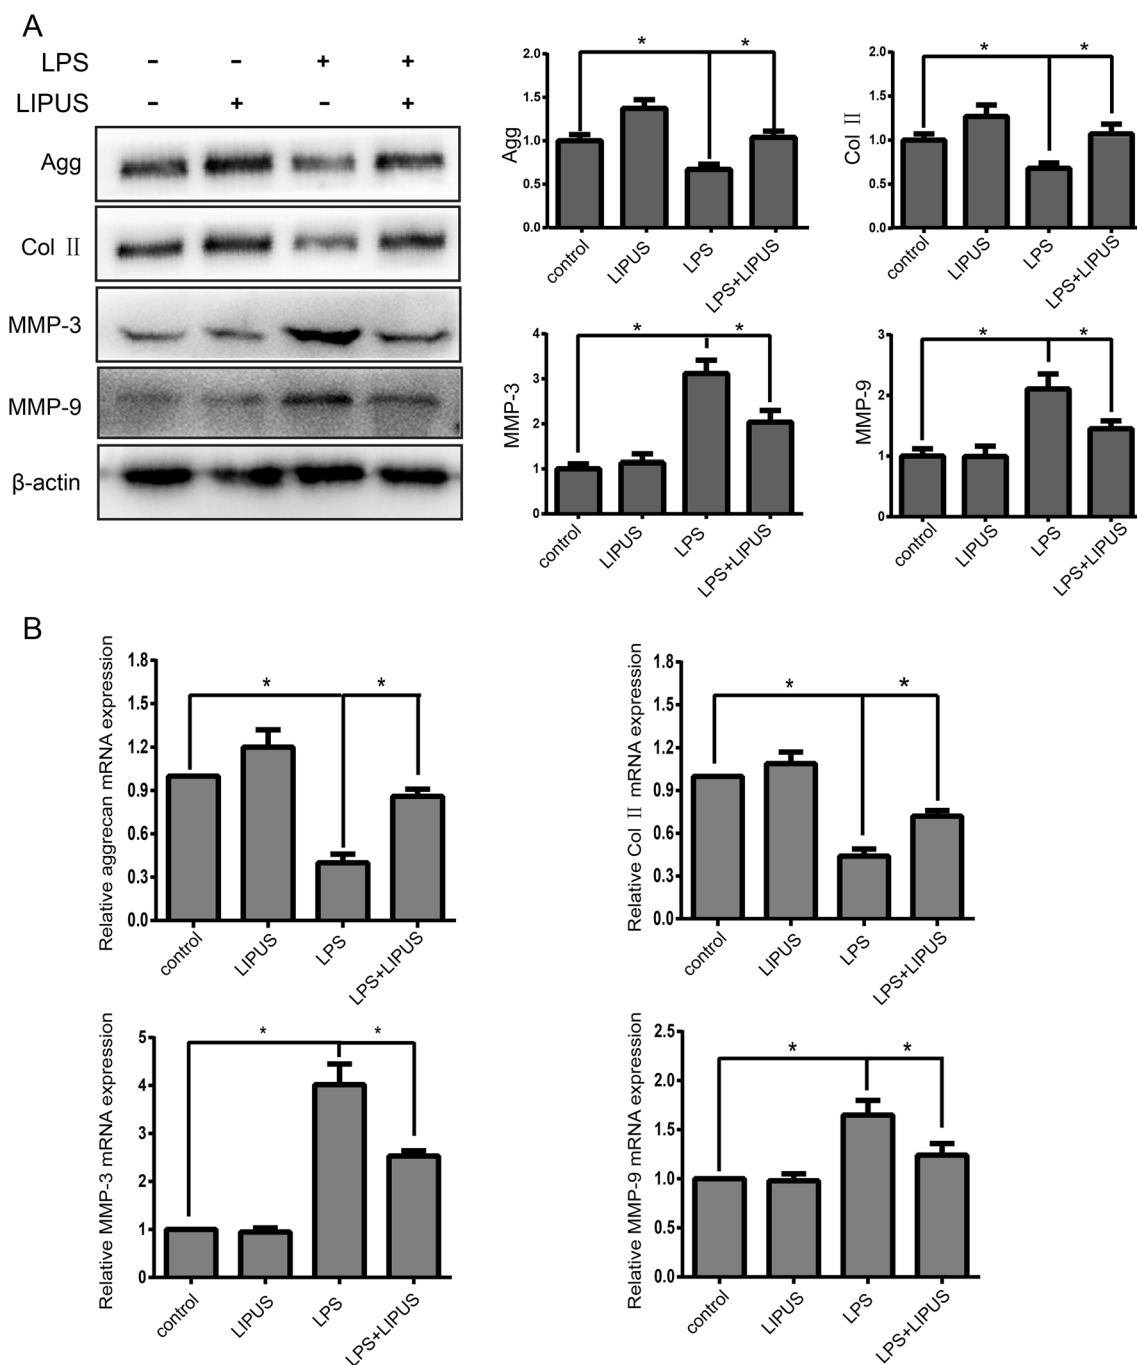 A
LPS − − + +
LIPUS − + − +
Agg
Col Ⅱ
MMP-3
MMP-9
β-actin
Agg
2.0
1.5
1.0
0.5
0.0
* *
control LIPUS LPS LPS+LIPUS
Col Ⅱ
2.0
1.5
1.0
0.5
0.0
* *
control LIPUS LPS LPS+LIPUS
MMP-3
4
3
2
1
0
* *
control LIPUS LPS LPS+LIPUS
MMP-9
3
2
1
0
* *
control LIPUS LPS LPS+LIPUS
B
Relative aggrecan mRNA expression
1.8
1.5
1.2
0.9
0.6
0.3
0.0
* *
control LIPUS LPS LPS+LIPUS
Relative Col Ⅱ mRNA expression
1.8
1.5
1.2
0.9
0.6
0.3
0.0
* *
control LIPUS LPS LPS+LIPUS
Relative MMP-3 mRNA expression
5
4
3
2
1
0
* *
control LIPUS LPS LPS+LIPUS
Relative MMP-9 mRNA expression
2.5
2.0
1.5
1.0
0.5
0.0
* *
control LIPUS LPS LPS+LIPUS